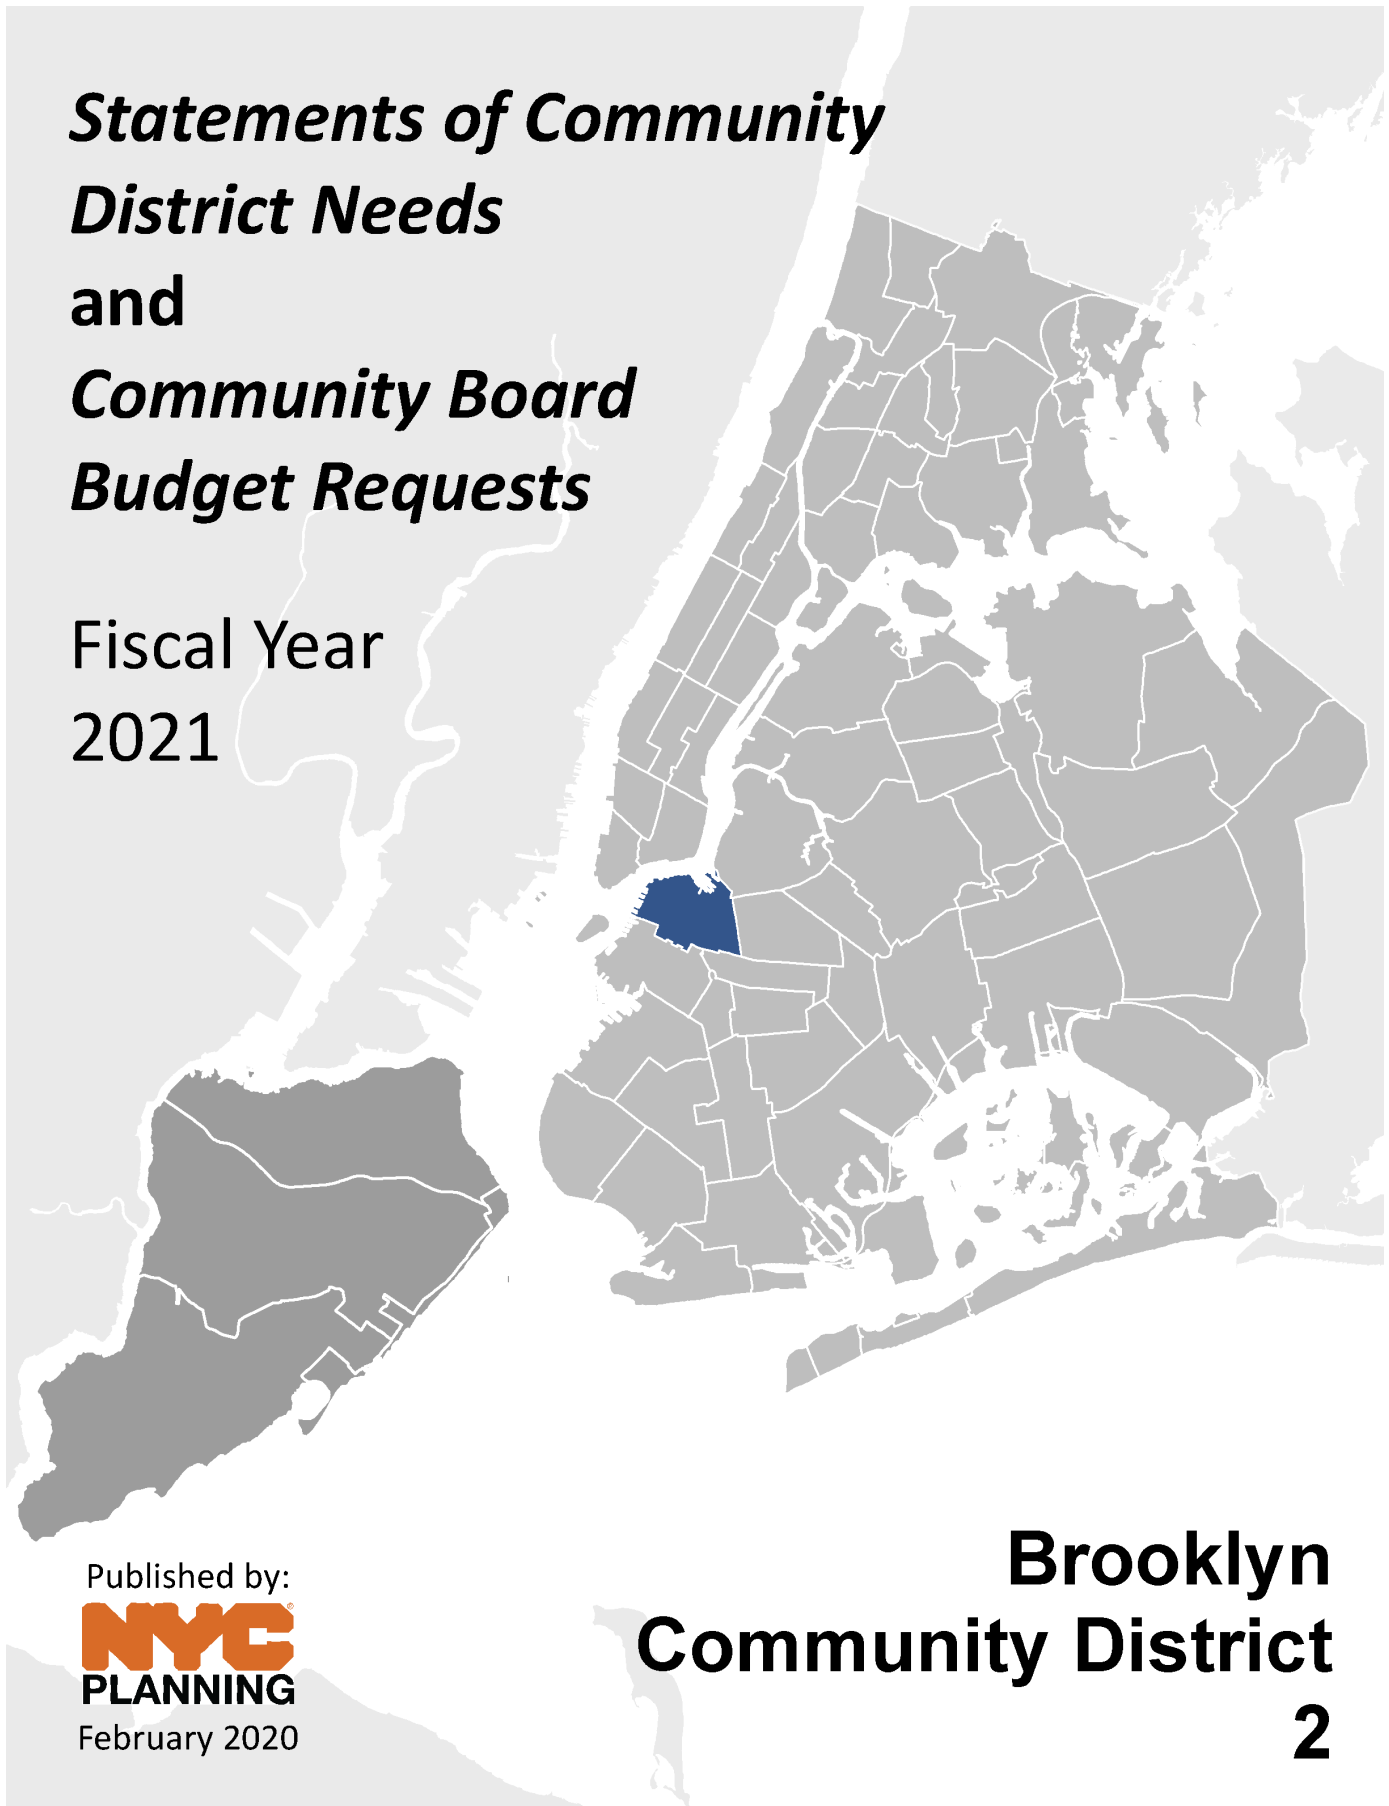 Statements of Community
District Needs
and
Community Board
Budget Requests
Fiscal Year
2021
Published by:
NYC®
PLANNING
February 2020
Brooklyn
Community District
2